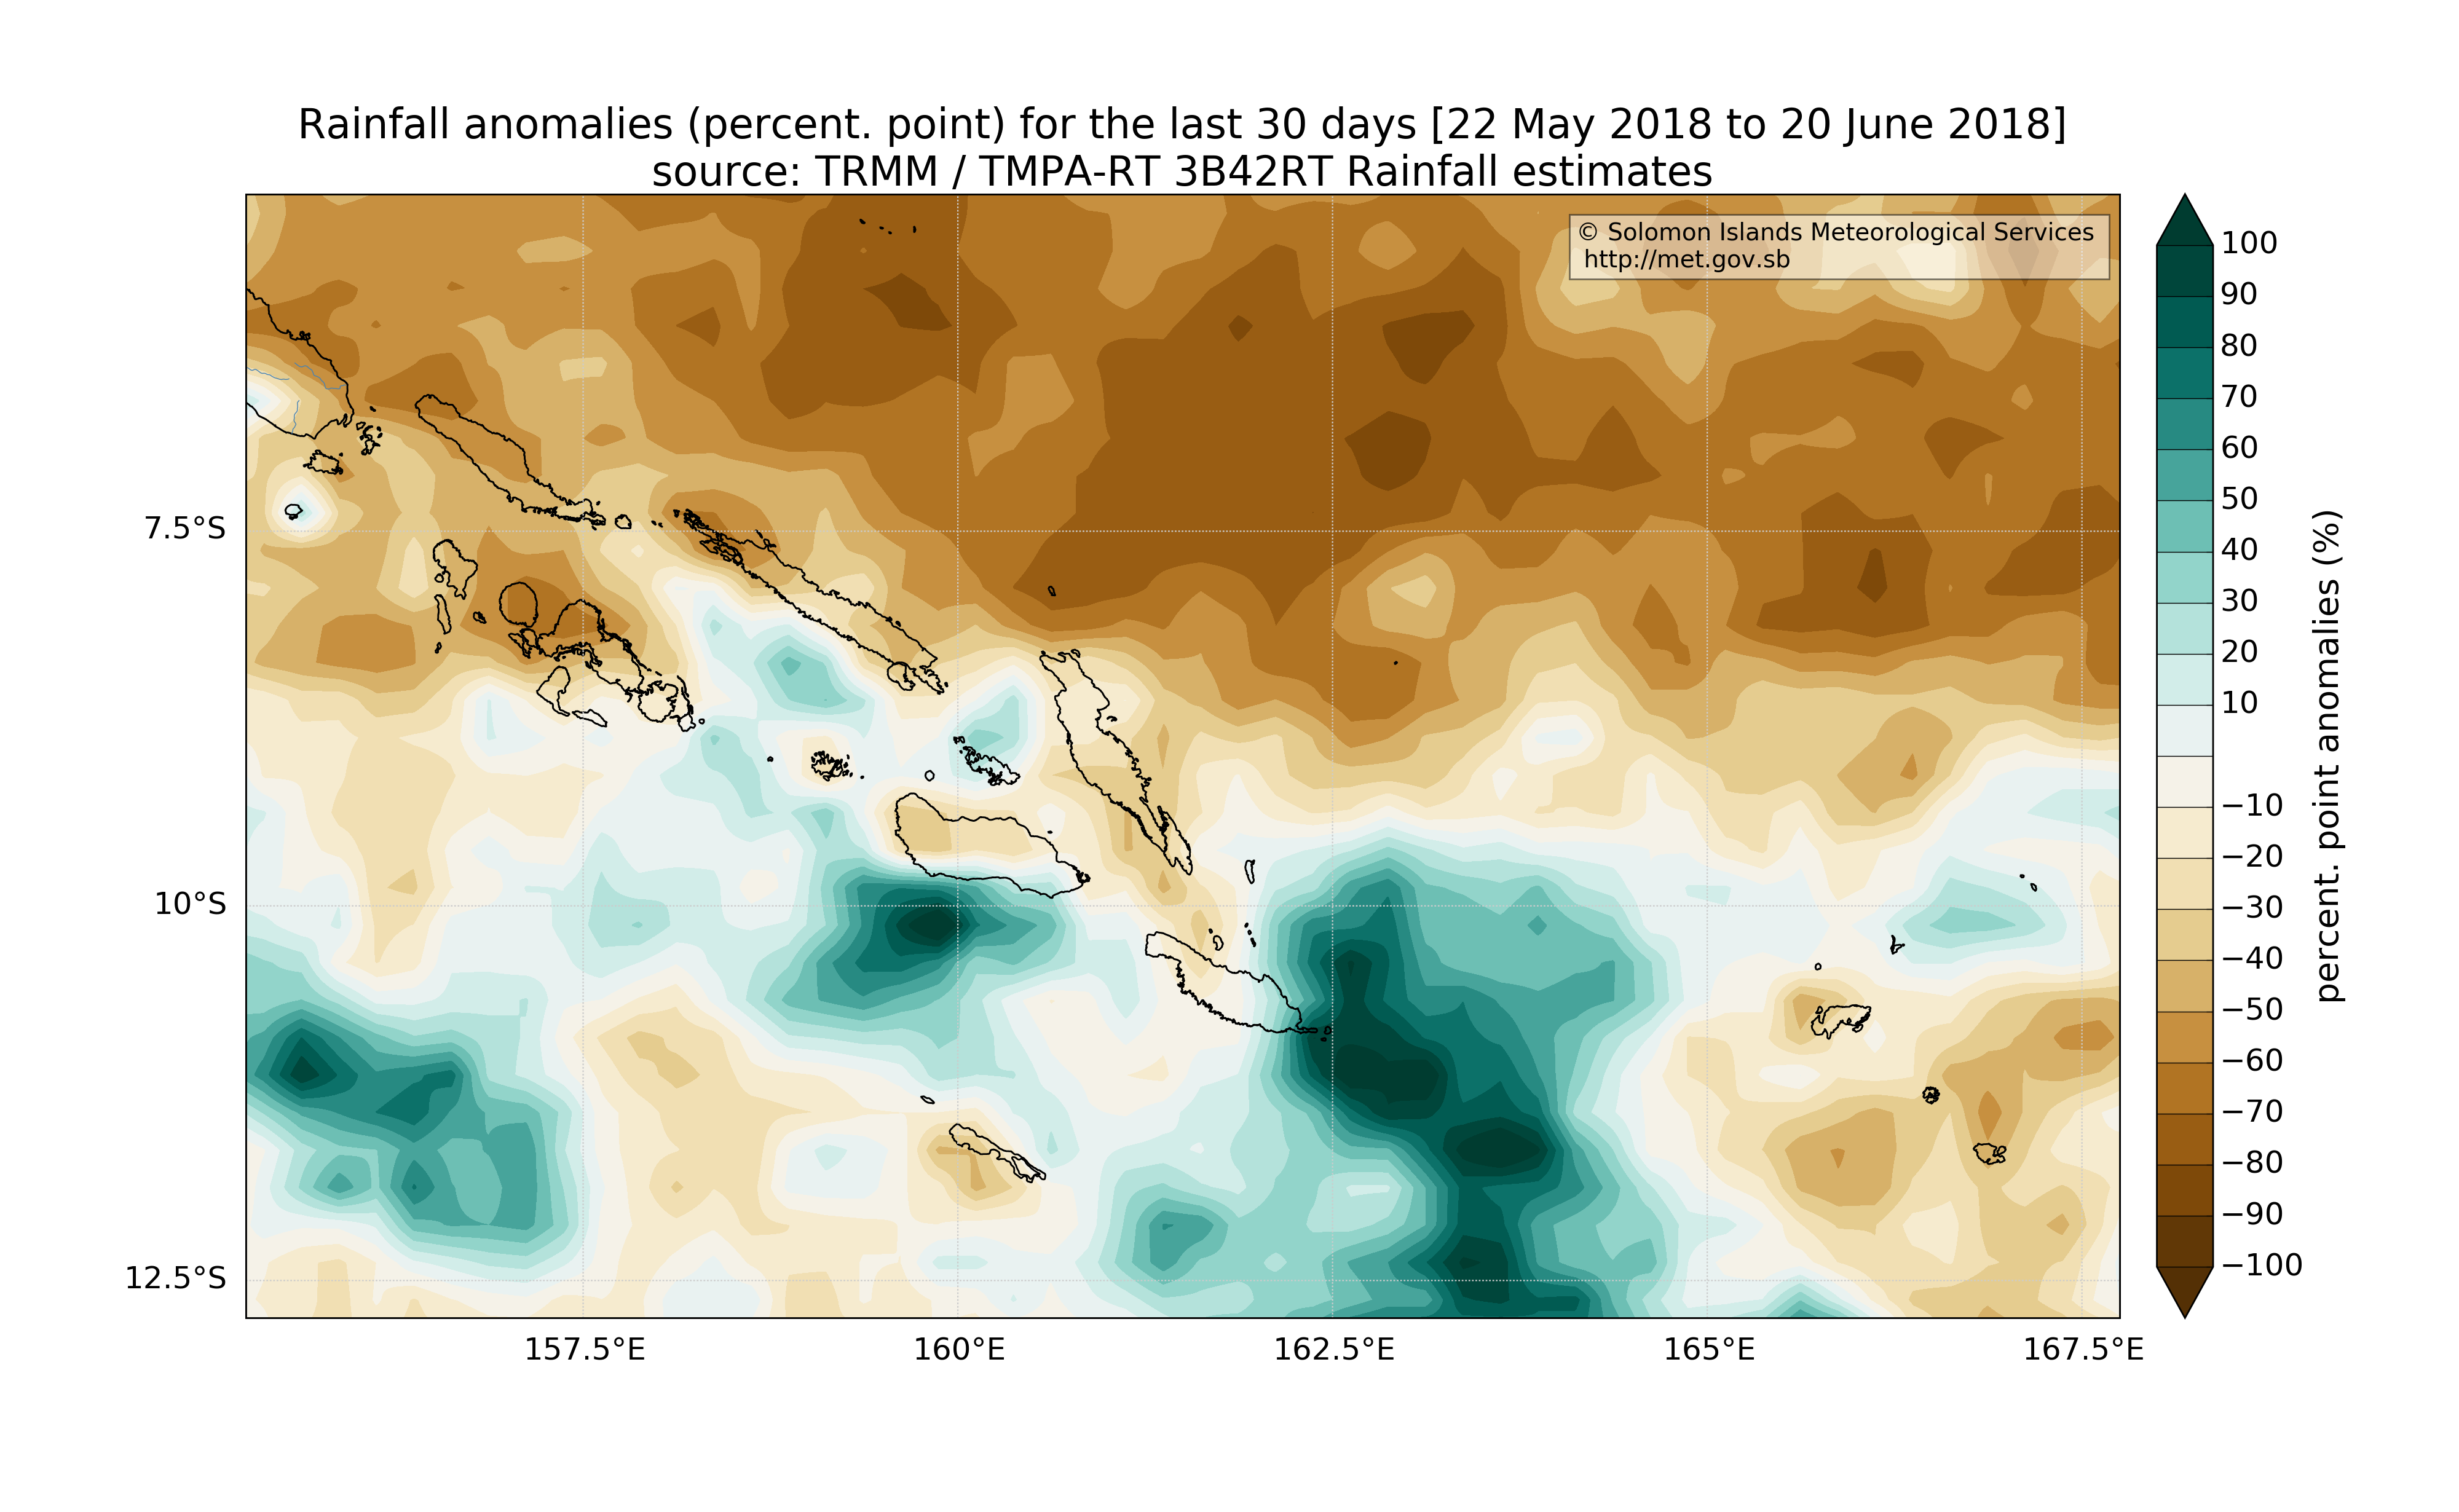 Rainfall anomalies (percent. point) for the last 30 days [22 May 2018 to 20 June 2018]
source: TRMM / TMPA-RT 3B42RT Rainfall estimates
© Solomon Islands Meteorological Services
http://met.gov.sb
7.5°S
10°S
12.5°S
157.5°E
160°E
162.5°E
165°E
167.5°E
100
90
80
70
60
50
40
30
20
10
−10
−20
−30
−40
−50
−60
−70
−80
−90
−100
percent. point anomalies (%)